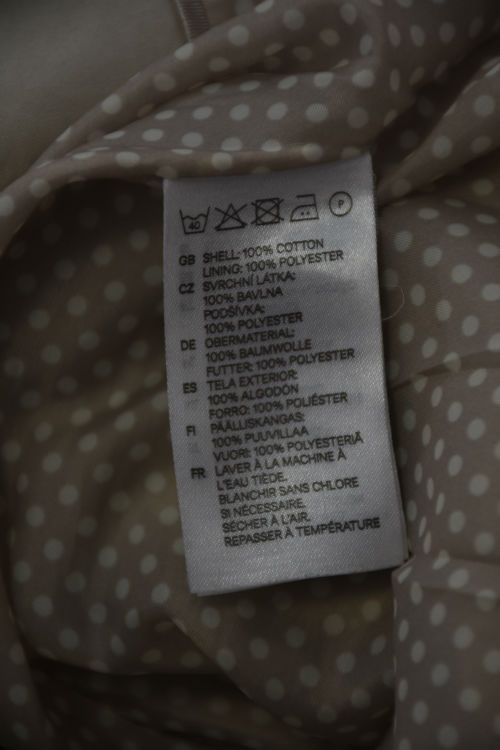 40 P
GB SHELL: 100% COTTON
LINING: 100% POLYESTER
CZ SVRCHNÍ LÁTKA:
100% BAVLNA
PODŠÍVKA:
100% POLYESTER
DE OBERMATERIAL:
100% BAUMWOLLE
FUTTER: 100% POLYESTER
ES TELA EXTERIOR:
100% ALGODÓN
FORRO: 100% POLIÉSTER
FI PÄÄLLISKANGAS:
100% PUUVILLAA
VUORI: 100% POLYESTERIÄ
FR LAVER À LA MACHINE À
L'EAU TIÈDE.
BLANCHIR SANS CHLORE
SI NÉCESSAIRE.
SÉCHER À L'AIR.
REPASSER À TEMPÉRATURE